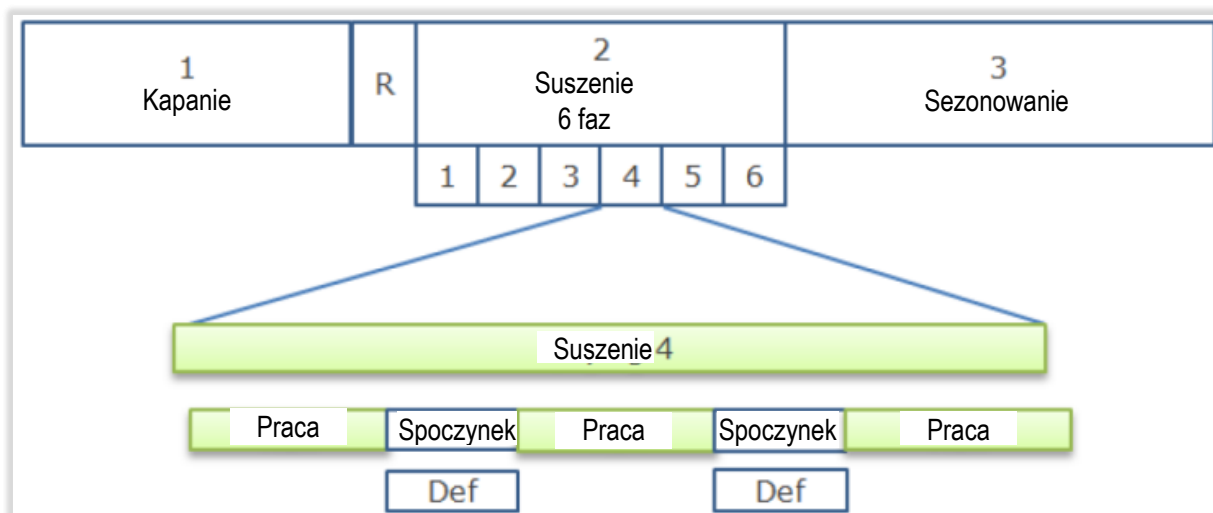 1
Kapanie
R
2
Suszenie
6 faz
3
Sezonowanie
1 2 3 4 5 6
Suszenie 4
Praca Spoczynek Praca Spoczynek Praca
Def Def